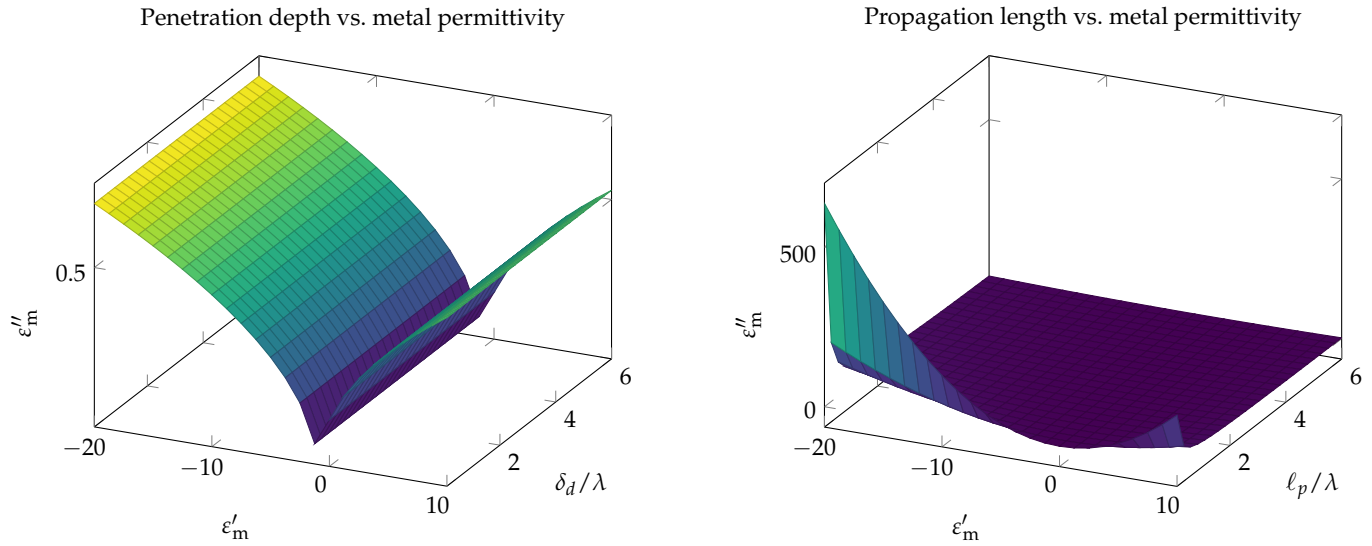 Penetration depth vs. metal permittivity
0.5
ε″m
−20
−10
0
10
ε′m
2
4
6
δd/λ
Propagation length vs. metal permittivity
500
0
ε″m
−20
−10
0
10
ε′m
2
4
6
ℓp/λ